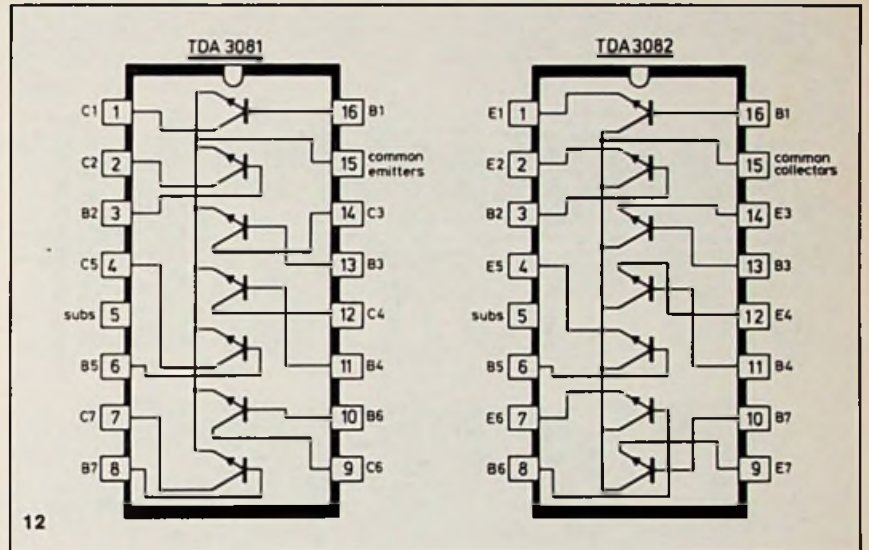 TDA 3081
C1 1
C2 2
B2 3
C5 4
subs 5
B5 6
C7 7
B7 8
16 B1
15 common
emitters
14 C3
13 B3
12 C4
11 B4
10 B6
9 C6
TDA 3082
E1 1
E2 2
B2 3
E5 4
subs 5
B5 6
E6 7
B6 8
16 B1
15 common
collectors
14 E3
13 B3
12 E4
11 B4
10 B7
9 E7
12